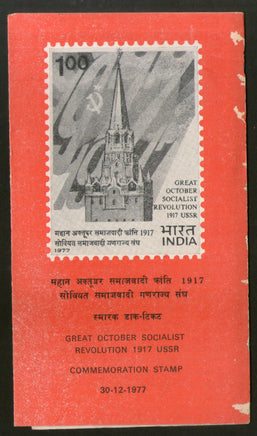 1.00
GREAT
OCTOBER
SOCIALIST
REVOLUTION
1917 USSR
महान अक्तूबर समाजवादी क्रांति 1917
सोवियत समाजवादी गणराज्य संघ
भारत
INDIA
1977
महान अक्तूबर समाजवादी क्रांति 1917
सोवियत समाजवादी गणराज्य संघ
स्मारक डाक-टिकट
GREAT OCTOBER SOCIALIST
REVOLUTION 1917 USSR
COMMEMORATION STAMP
30-12-1977